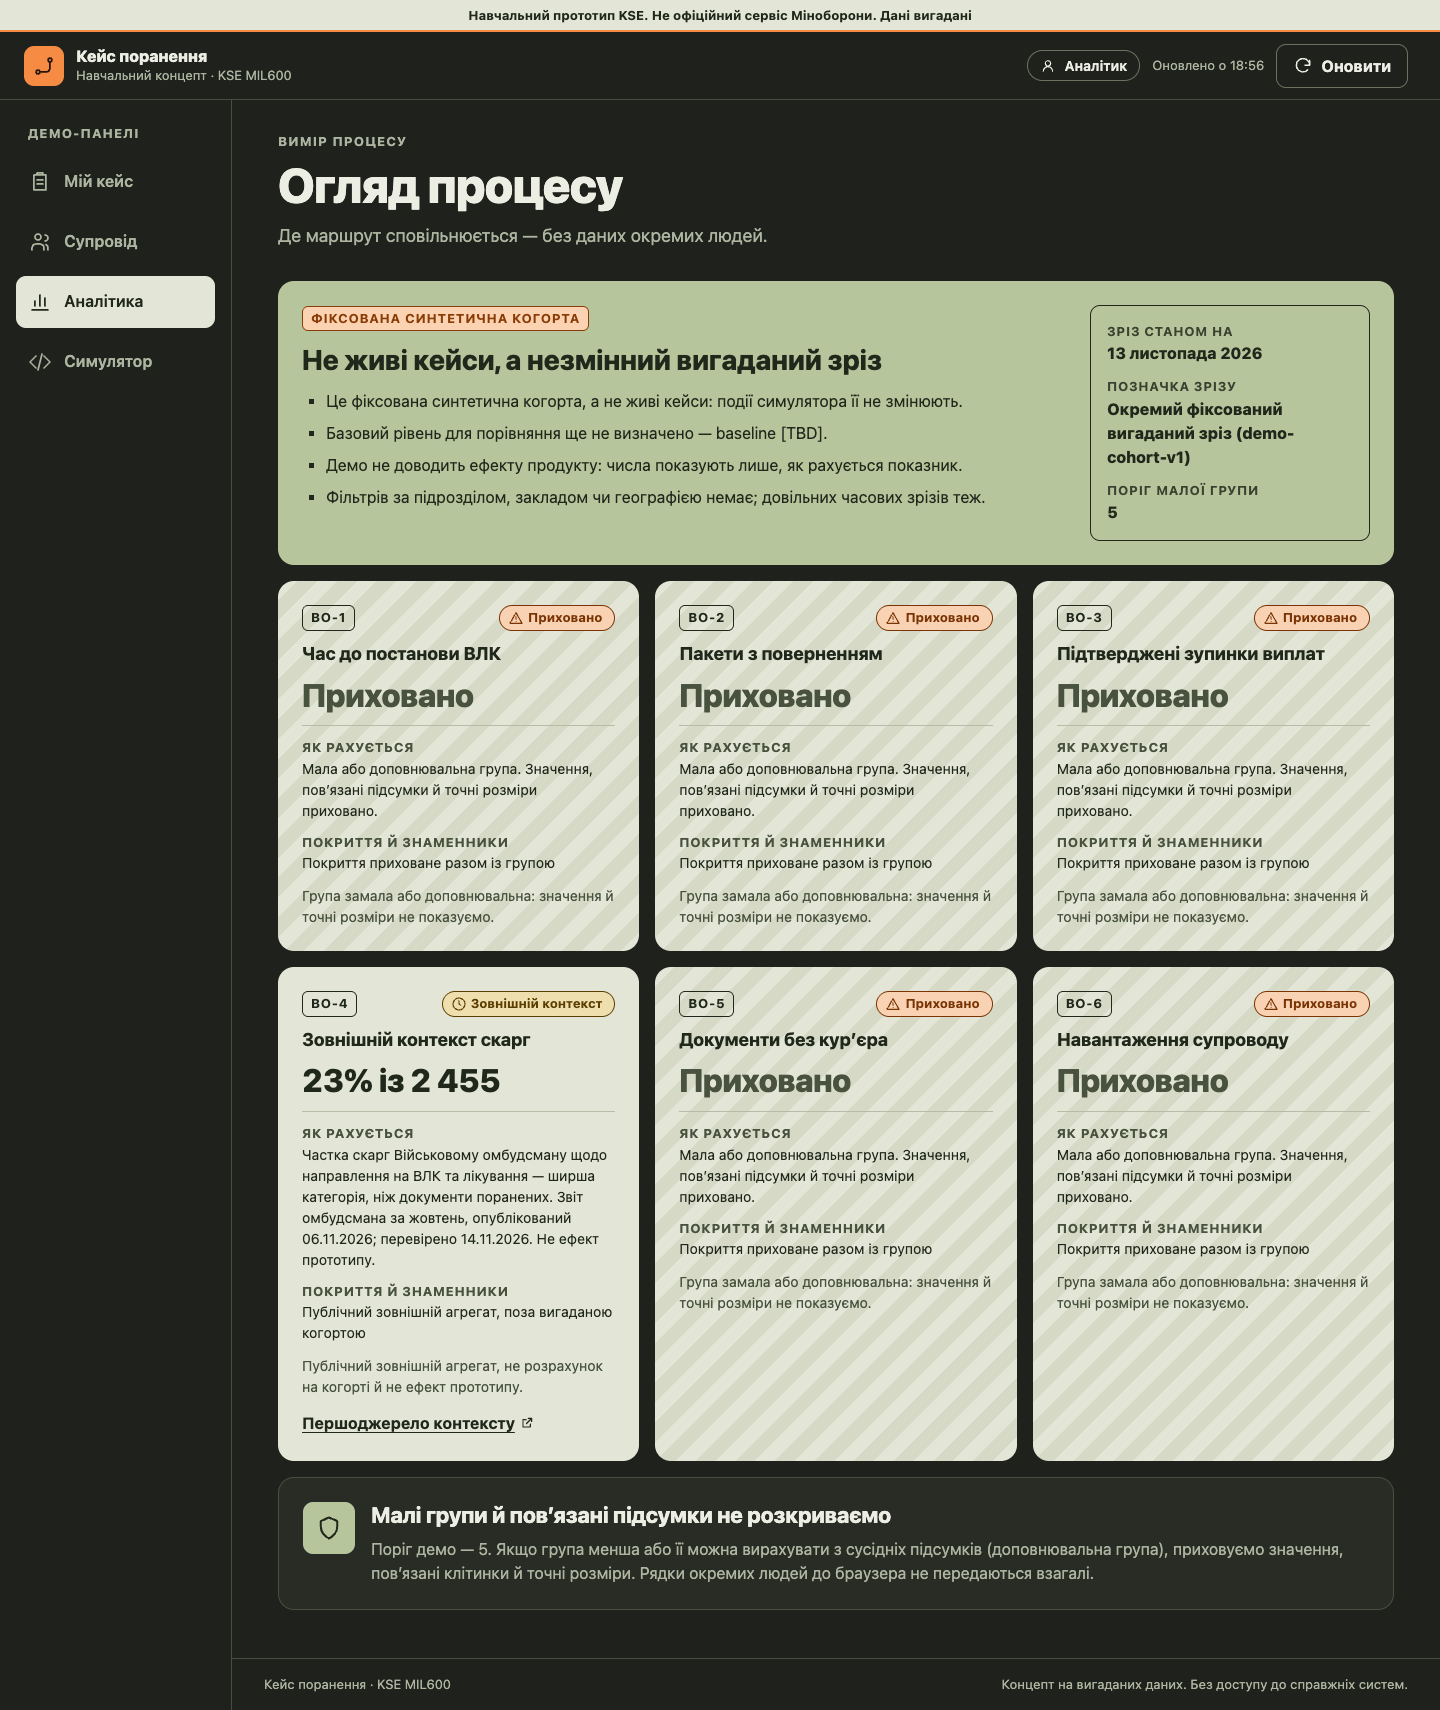 Навчальний прототип KSE. Не офіційний сервіс Міноборони. Дані вигадані
Кейс поранення
Навчальний концепт · KSE MIL600
Аналітик
Оновлено о 18:56
Оновити
ДЕМО-ПАНЕЛІ
Мій кейс
Супровід
Аналітика
Симулятор
ВИМІР ПРОЦЕСУ
Огляд процесу
Де маршрут сповільнюється — без даних окремих людей.
ФІКСОВАНА СИНТЕТИЧНА КОГОРТА
Не живі кейси, а незмінний вигаданий зріз
Це фіксована синтетична когорта, а не живі кейси: події симулятора її не змінюють.
Базовий рівень для порівняння ще не визначено — baseline [TBD].
Демо не доводить ефекту продукту: числа показують лише, як рахується показник.
Фільтрів за підрозділом, закладом чи географією немає; довільних часових зрізів теж.
ЗРІЗ СТАНОМ НА
13 листопада 2026
ПОЗНАЧКА ЗРІЗУ
Окремий фіксований
вигаданий зріз (demo-
cohort-v1)
ПОРІГ МАЛОЇ ГРУПИ
5
ВО-1
Приховано
Час до постанови ВЛК
Приховано
ЯК РАХУЄТЬСЯ
Мала або доповнювальна група. Значення,
пов’язані підсумки й точні розміри
приховано.
ПОКРИТТЯ Й ЗНАМЕННИКИ
Покриття приховане разом із групою
Група замала або доповнювальна: значення й
точні розміри не показуємо.
ВО-2
Приховано
Пакети з поверненням
Приховано
ЯК РАХУЄТЬСЯ
Мала або доповнювальна група. Значення,
пов’язані підсумки й точні розміри
приховано.
ПОКРИТТЯ Й ЗНАМЕННИКИ
Покриття приховане разом із групою
Група замала або доповнювальна: значення й
точні розміри не показуємо.
ВО-3
Приховано
Підтверджені зупинки виплат
Приховано
ЯК РАХУЄТЬСЯ
Мала або доповнювальна група. Значення,
пов’язані підсумки й точні розміри
приховано.
ПОКРИТТЯ Й ЗНАМЕННИКИ
Покриття приховане разом із групою
Група замала або доповнювальна: значення й
точні розміри не показуємо.
ВО-4
Зовнішній контекст
Зовнішній контекст скарг
23% із 2 455
ЯК РАХУЄТЬСЯ
Частка скарг Військовому омбудсману щодо
направлення на ВЛК та лікування — ширша
категорія, ніж документи поранених. Звіт
омбудсмана за жовтень, опублікований
06.11.2026; перевірено 14.11.2026. Не ефект
прототипу.
ПОКРИТТЯ Й ЗНАМЕННИКИ
Публічний зовнішній агрегат, поза вигаданою
когортою
Публічний зовнішній агрегат, не розрахунок
на когорті й не ефект прототипу.
Першоджерело контексту
ВО-5
Приховано
Документи без кур’єра
Приховано
ЯК РАХУЄТЬСЯ
Мала або доповнювальна група. Значення,
пов’язані підсумки й точні розміри
приховано.
ПОКРИТТЯ Й ЗНАМЕННИКИ
Покриття приховане разом із групою
Група замала або доповнювальна: значення й
точні розміри не показуємо.
ВО-6
Приховано
Навантаження супроводу
Приховано
ЯК РАХУЄТЬСЯ
Мала або доповнювальна група. Значення,
пов’язані підсумки й точні розміри
приховано.
ПОКРИТТЯ Й ЗНАМЕННИКИ
Покриття приховане разом із групою
Група замала або доповнювальна: значення й
точні розміри не показуємо.
Малі групи й пов’язані підсумки не розкриваємо
Поріг демо — 5. Якщо група менша або її можна вирахувати з сусідніх підсумків (доповнювальна група), приховуємо значення,
пов’язані клітинки й точні розміри. Рядки окремих людей до браузера не передаються взагалі.
Кейс поранення · KSE MIL600
Концепт на вигаданих даних. Без доступу до справжніх систем.